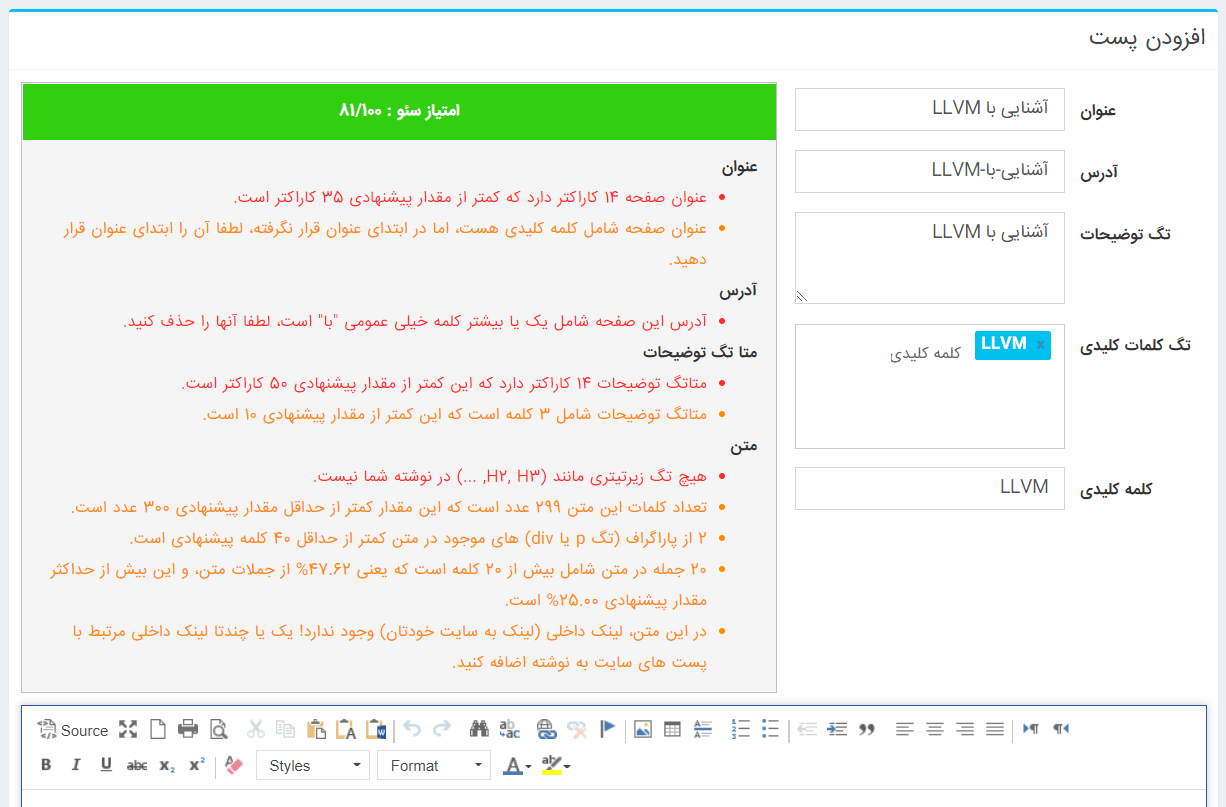 افزودن پست
عنوان
آشنایی با LLVM
آدرس
آشنایی-با-LLVM
تگ توضیحات
آشنایی با LLVM
تگ کلمات کلیدی
LLVM x
کلمه کلیدی
کلمه کلیدی
LLVM
امتیاز سئو : ۸۱/۱۰۰
عنوان
عنوان صفحه ۱۴ کاراکتر دارد که کمتر از مقدار پیشنهادی ۳۵ کاراکتر است.
عنوان صفحه شامل کلمه کلیدی هست، اما در ابتدای عنوان قرار نگرفته، لطفا آن را ابتدای عنوان قرار
دهید.
آدرس
آدرس این صفحه شامل یک یا بیشتر کلمه خیلی عمومی "با" است، لطفا آنها را حذف کنید.
متا تگ توضیحات
متاتگ توضیحات ۱۴ کاراکتر دارد که این کمتر از مقدار پیشنهادی ۵۰ کاراکتر است.
متاتگ توضیحات شامل ۳ کلمه است که این کمتر از مقدار پیشنهادی ۱۰ است.
متن
هیچ تگ زیرتیتری مانند (H۲, H۳, ...) در نوشته شما نیست.
تعداد کلمات این متن ۲۹۹ عدد است که این مقدار کمتر از حداقل مقدار پیشنهادی ۳۰۰ عدد است.
۲ از پاراگراف (تگ p یا div) های موجود در متن کمتر از حداقل ۴۰ کلمه پیشنهادی است.
۲۰ جمله در متن شامل بیش از ۲۰ کلمه است که یعنی ۴۷.۶۲% از جملات متن، و این بیش از حداکثر
مقدار پیشنهادی ۲۵.۰۰% است.
در این متن، لینک داخلی (لینک به سایت خودتان) وجود ندارد! یک یا چندتا لینک داخلی مرتبط با
پست های سایت به نوشته اضافه کنید.
Source
B I U abc x₂ x² Styles Format A ab